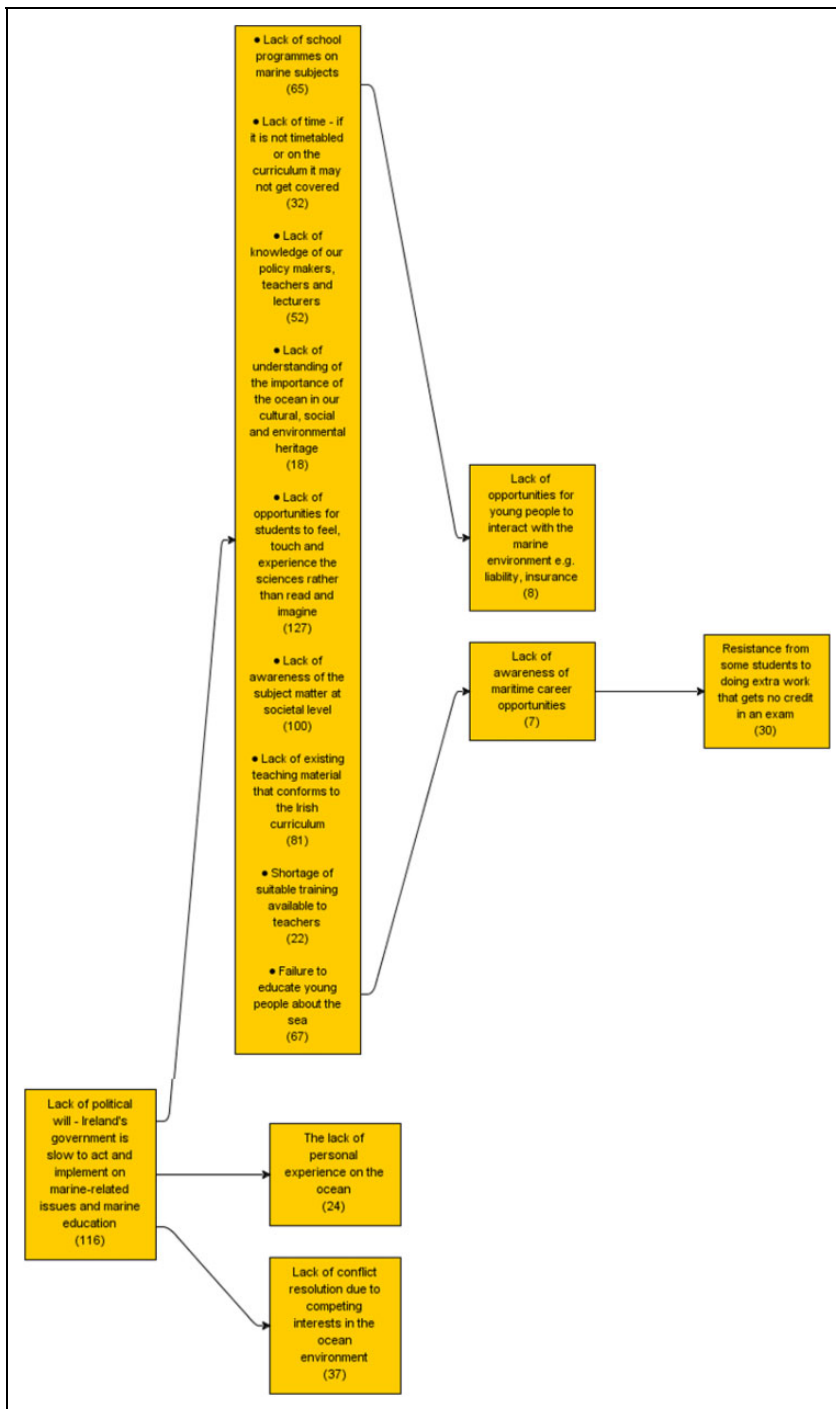 ● Lack of school
programmes on
marine subjects
(65)
● Lack of time - if
it is not timetabled
or on the
curriculum it may
not get covered
(32)
● Lack of
knowledge of our
policy makers,
teachers and
lecturers
(52)
● Lack of
understanding of
the importance of
the ocean in our
cultural, social
and environmental
heritage
(18)
● Lack of
opportunities for
students to feel,
touch and
experience the
sciences rather
than read and
imagine
(127)
● Lack of
awareness of the
subject matter at
societal level
(100)
● Lack of existing
teaching material
that conforms to
the Irish
curriculum
(81)
● Shortage of
suitable training
available to
teachers
(22)
● Failure to
educate young
people about the
sea
(67)
Lack of
opportunities for
young people to
interact with the
marine
environment e.g.
liability, insurance
(8)
Lack of
awareness of
maritime career
opportunities
(7)
Resistance from
some students to
doing extra work
that gets no credit
in an exam
(30)
Lack of political
will - Ireland's
government is
slow to act and
implement on
marine-related
issues and marine
education
(116)
The lack of
personal
experience on the
ocean
(24)
Lack of conflict
resolution due to
competing
interests in the
ocean
environment
(37)